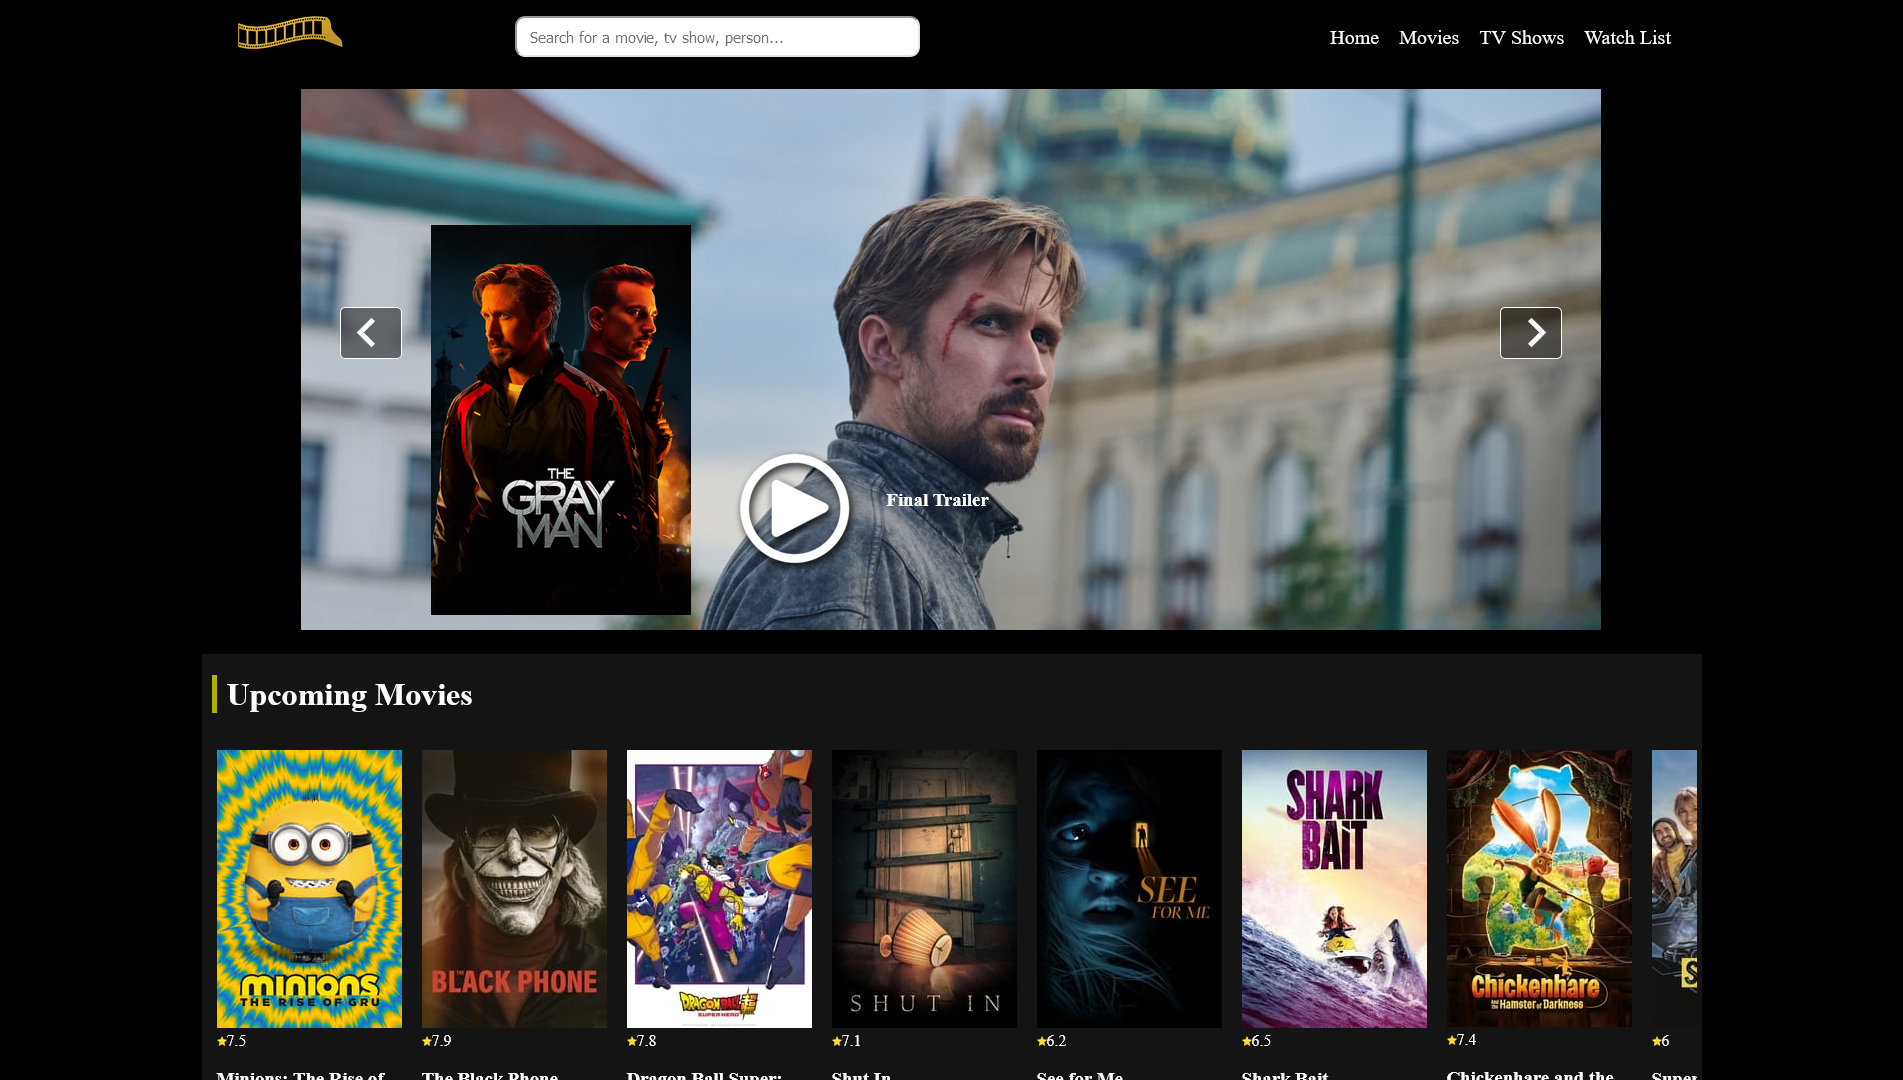 Search for a movie, tv show, person...
Home Movies TV Shows Watch List
THE
GRAY
MAN
Final Trailer
Upcoming Movies
MINIONS
THE RISE OF GRU
THE
BLACK PHONE
DRAGONBALL
SUPER HERO
SHUT IN
SEE
FOR ME
SHARK
BAIT
Chickenhare
And the
Hamster of Darkness
S
7.5 7.9 7.8 7.1 6.2 6.5 7.4 6
Minions: The Rise of The Black Phone Dragon Ball Super: Shut In See for Me Shark Bait Chickenhare and the Super